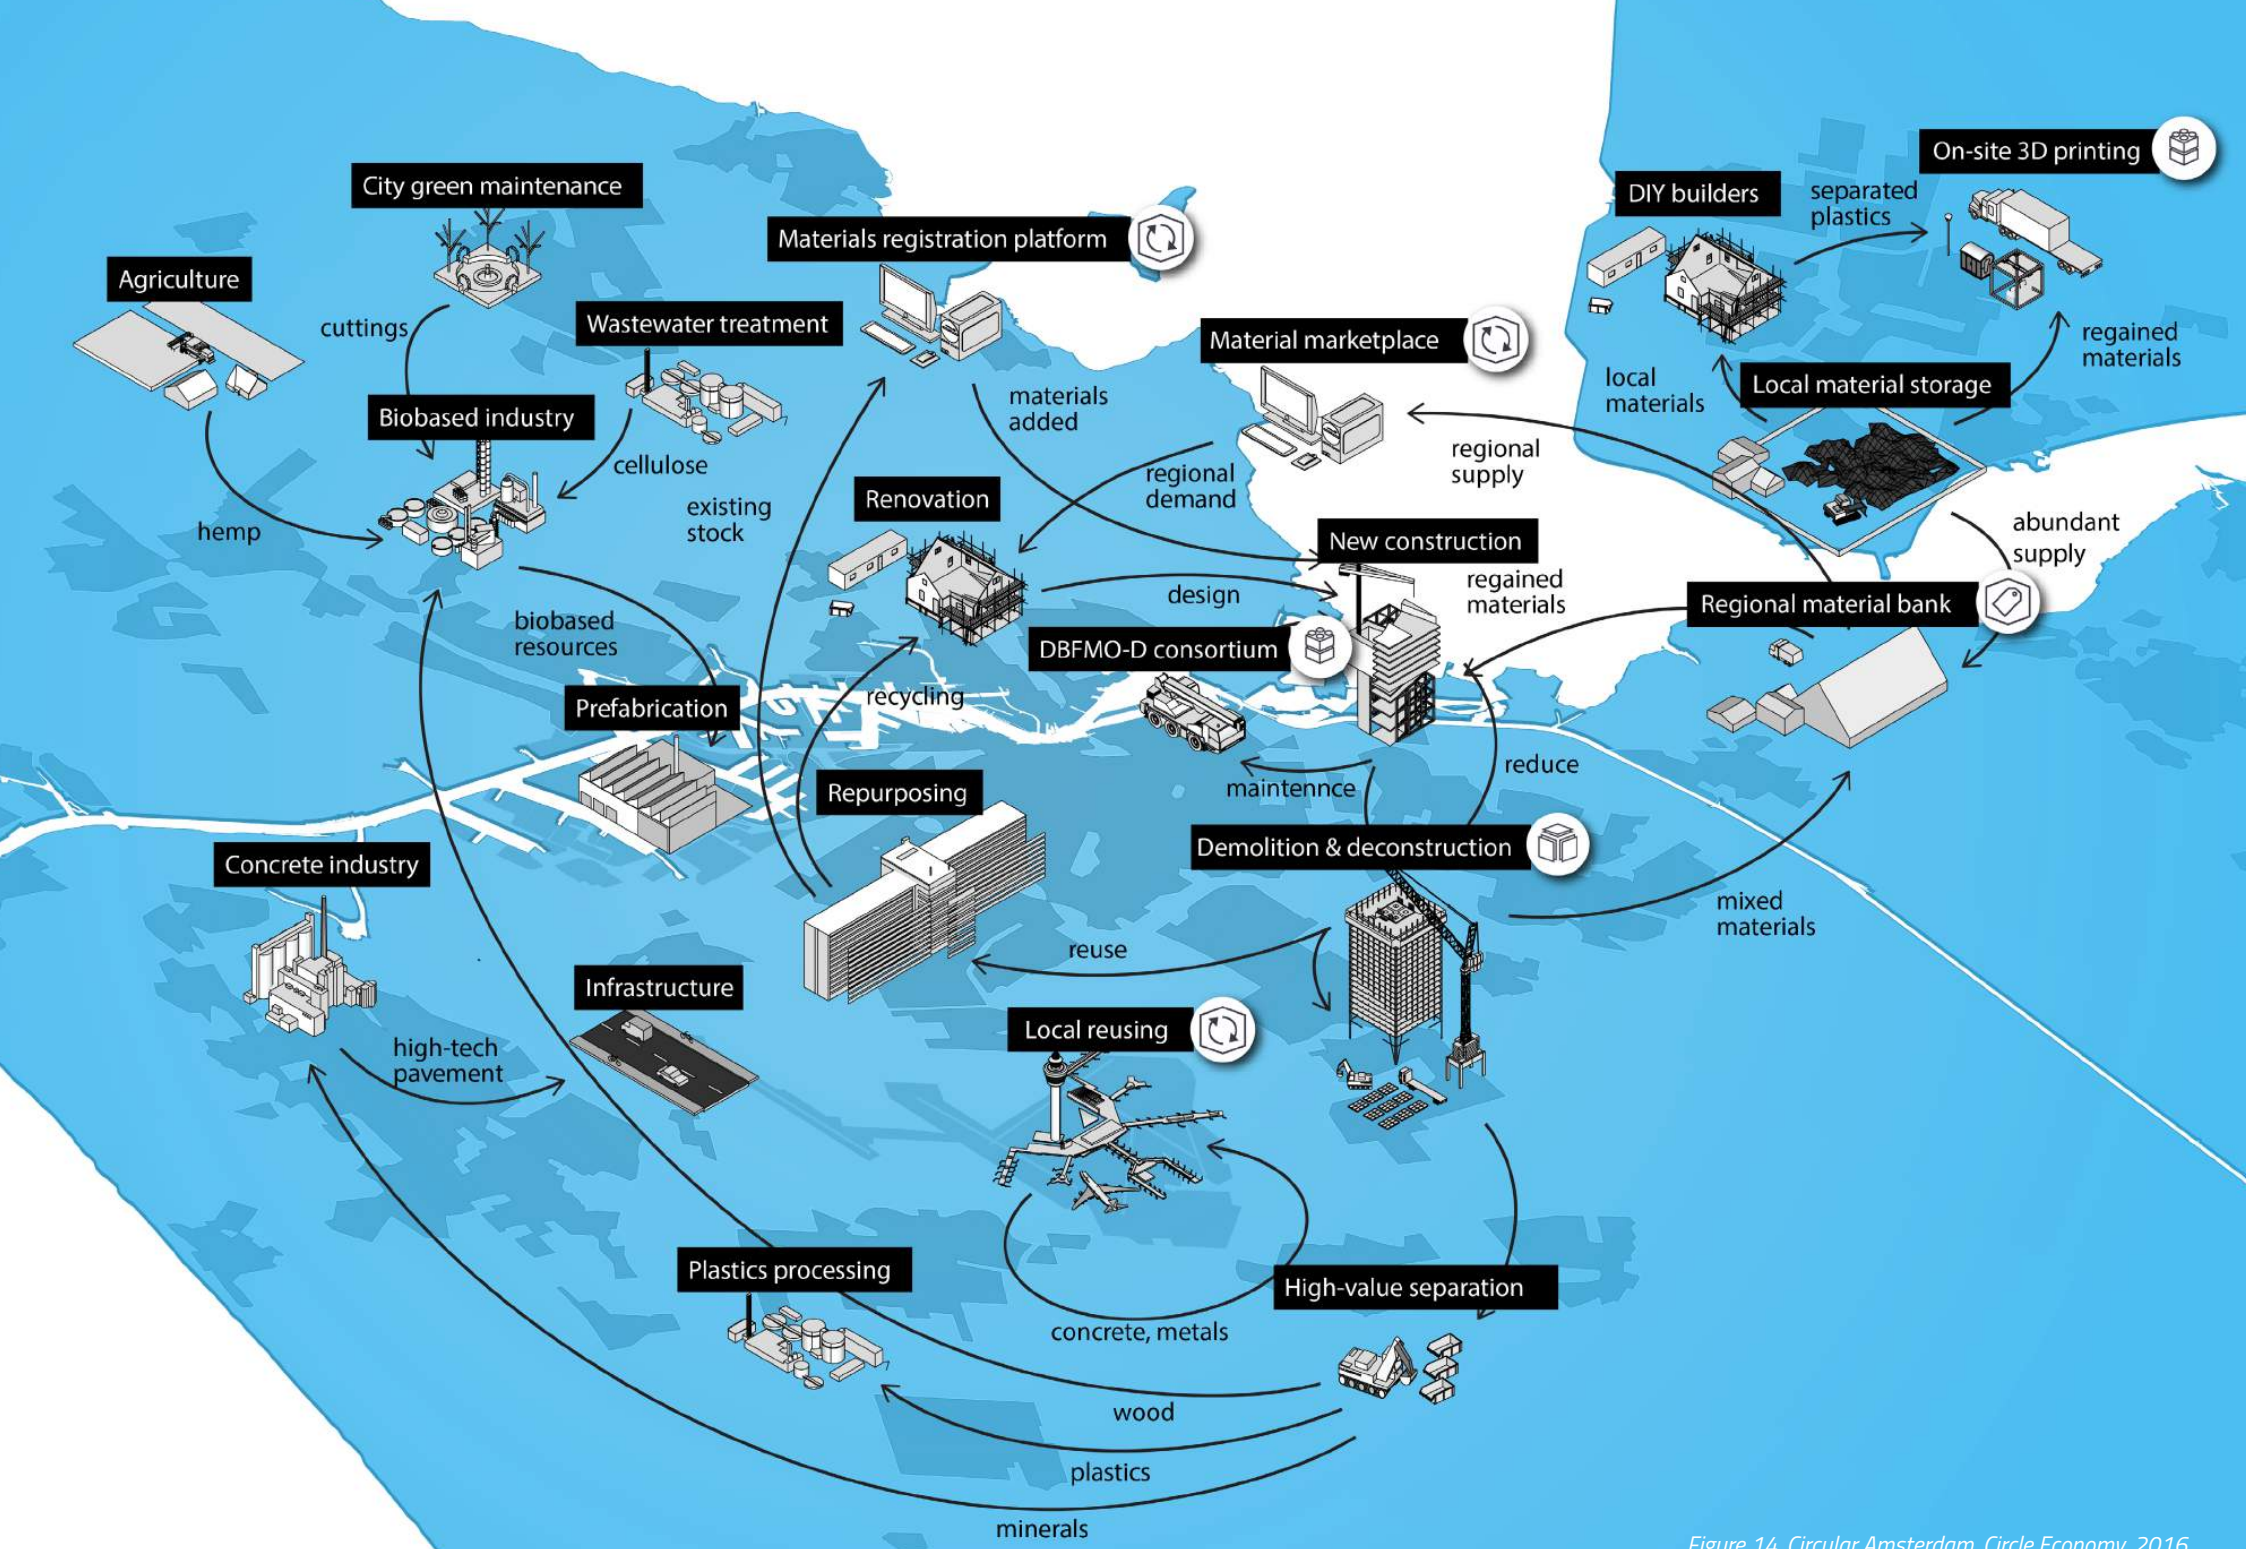 City green maintenance
On-site 3D printing
DIY builders
separated
plastics
Materials registration platform
Agriculture
cuttings
Wastewater treatment
Material marketplace
regained
materials
local
materials
Local material storage
materials
added
Biobased industry
cellulose
regional
supply
regional
demand
Renovation
existing
stock
hemp
New construction
abundant
supply
regained
materials
design
Regional material bank
biobased
resources
DBFMO-D consortium
recycling
Prefabrication
reduce
maintennce
Repurposing
Demolition & deconstruction
Concrete industry
mixed
materials
reuse
Infrastructure
Local reusing
high-tech
pavement
Plastics processing
High-value separation
concrete, metals
wood
plastics
minerals
Figure 14. Circular Amsterdam. Circle Economy, 2016